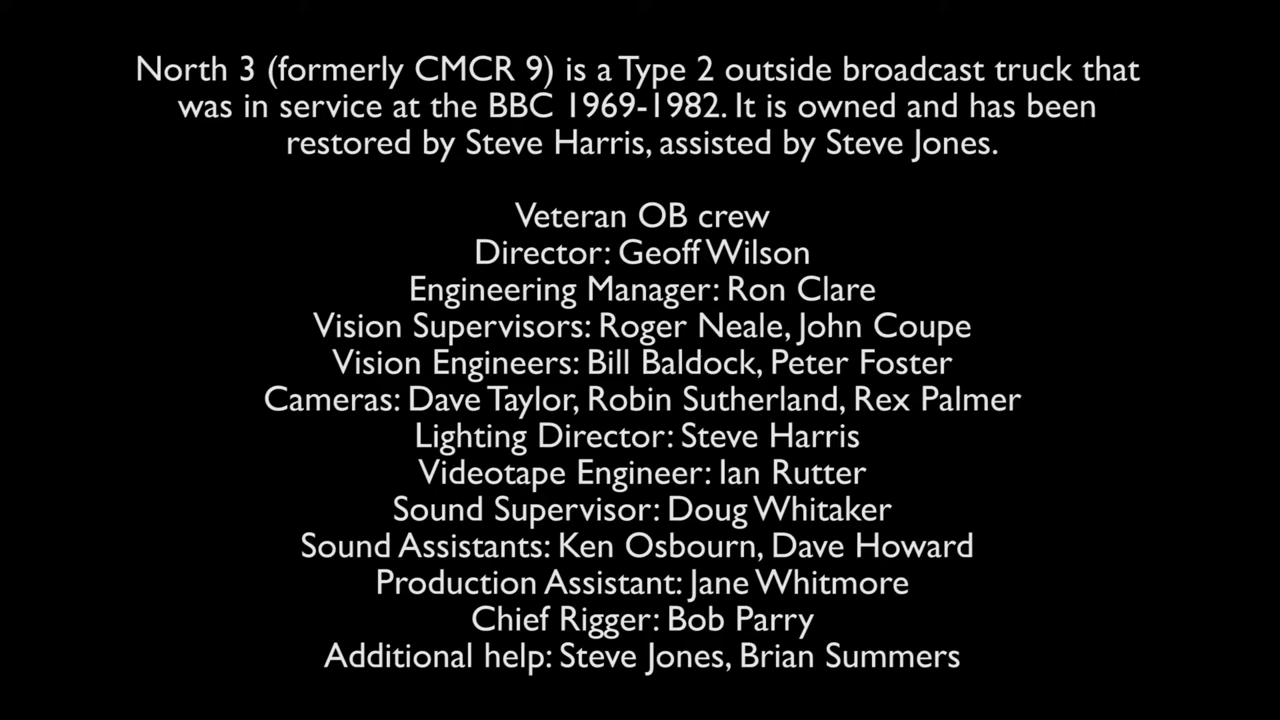 North 3 (formerly CMCR 9) is a Type 2 outside broadcast truck that
was in service at the BBC 1969-1982. It is owned and has been
restored by Steve Harris, assisted by Steve Jones.
Veteran OB crew
Director: Geoff Wilson
Engineering Manager: Ron Clare
Vision Supervisors: Roger Neale, John Coupe
Vision Engineers: Bill Baldock, Peter Foster
Cameras: Dave Taylor, Robin Sutherland, Rex Palmer
Lighting Director: Steve Harris
Videotape Engineer: Ian Rutter
Sound Supervisor: Doug Whitaker
Sound Assistants: Ken Osbourn, Dave Howard
Production Assistant: Jane Whitmore
Chief Rigger: Bob Parry
Additional help: Steve Jones, Brian Summers